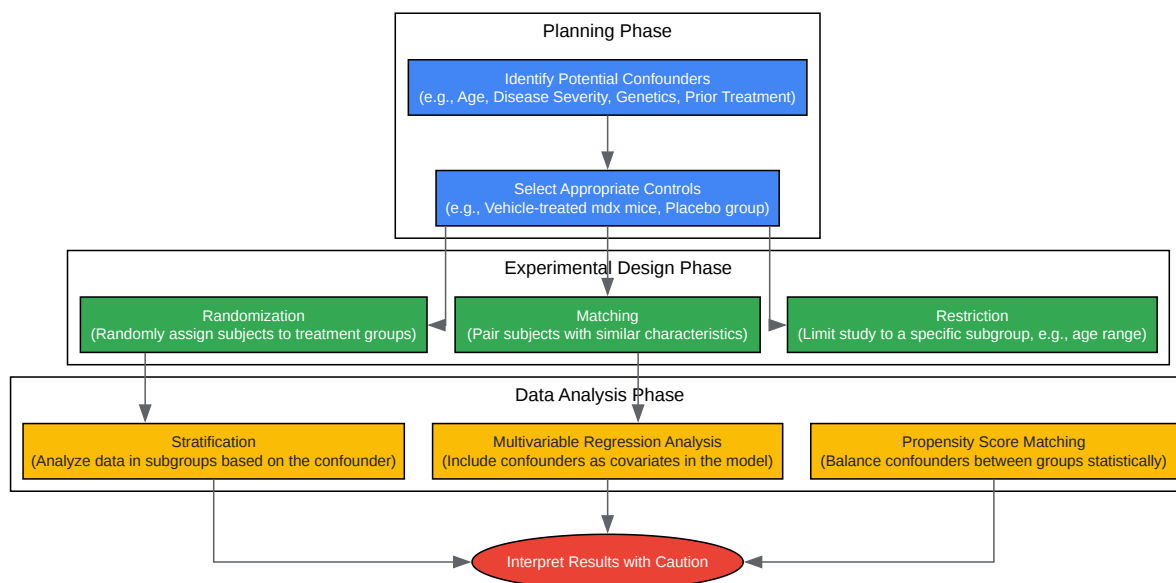 Planning Phase
Identify Potential Confounders
(e.g., Age, Disease Severity, Genetics, Prior Treatment)
Select Appropriate Controls
(e.g., Vehicle-treated mdx mice, Placebo group)
Experimental Design Phase
Randomization
(Randomly assign subjects to treatment groups)
Matching
(Pair subjects with similar characteristics)
Restriction
(Limit study to a specific subgroup, e.g., age range)
Data Analysis Phase
Stratification
(Analyze data in subgroups based on the confounder)
Multivariable Regression Analysis
(Include confounders as covariates in the model)
Propensity Score Matching
(Balance confounders between groups statistically)
Interpret Results with Caution